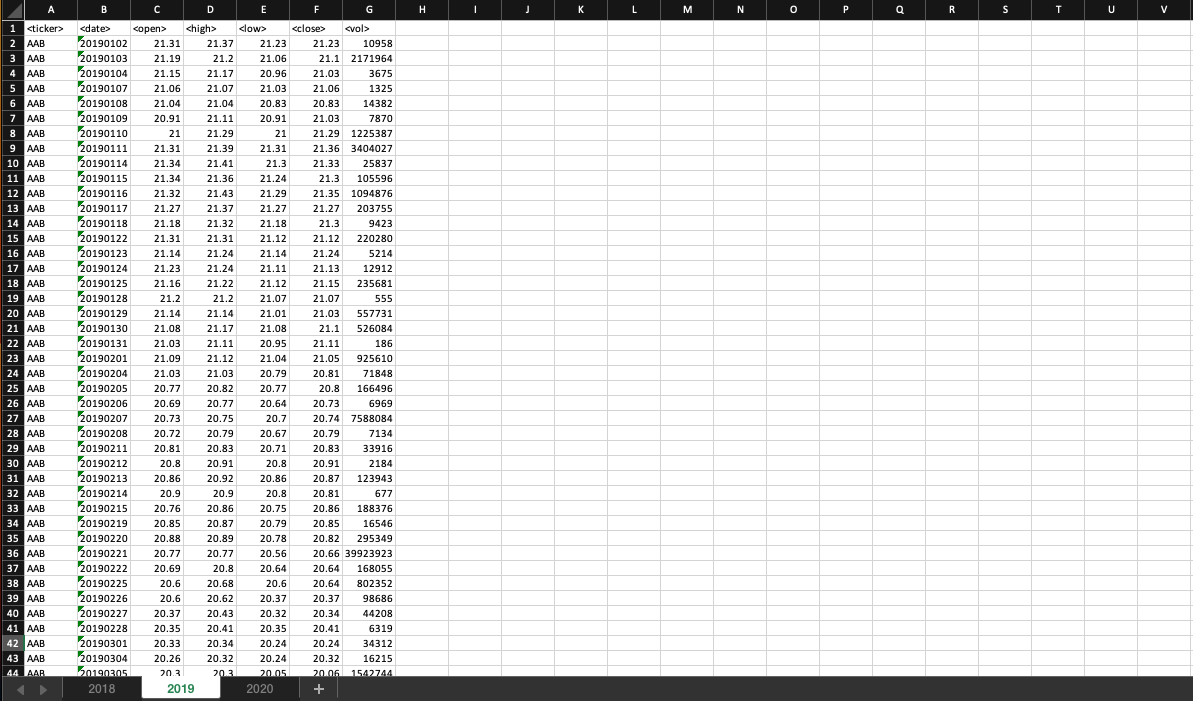 A B C D E F G H I J K L M N O P Q R S T U V
1 <ticker> <date> <open> <high> <low> <close> <vol>
2 AAB 20190102 21.31 21.37 21.23 21.23 10958
3 AAB 20190103 21.19 21.2 21.06 21.1 2171964
4 AAB 20190104 21.15 21.17 20.96 21.03 3675
5 AAB 20190107 21.06 21.07 21.03 21.06 1325
6 AAB 20190108 21.04 21.04 20.83 20.83 14382
7 AAB 20190109 20.91 21.11 20.91 21.03 7870
8 AAB 20190110 21 21.29 21 21.29 1225387
9 AAB 20190111 21.31 21.39 21.31 21.36 3404027
10 AAB 20190114 21.34 21.41 21.3 21.33 25837
11 AAB 20190115 21.34 21.36 21.24 21.3 105596
12 AAB 20190116 21.32 21.43 21.29 21.35 1094876
13 AAB 20190117 21.27 21.37 21.27 21.27 203755
14 AAB 20190118 21.18 21.32 21.18 21.3 9423
15 AAB 20190122 21.31 21.31 21.12 21.12 220280
16 AAB 20190123 21.14 21.24 21.14 21.24 5214
17 AAB 20190124 21.23 21.24 21.11 21.13 12912
18 AAB 20190125 21.16 21.22 21.12 21.15 235681
19 AAB 20190128 21.2 21.2 21.07 21.07 555
20 AAB 20190129 21.14 21.14 21.01 21.03 557731
21 AAB 20190130 21.08 21.17 21.08 21.1 526084
22 AAB 20190131 21.03 21.11 20.95 21.11 186
23 AAB 20190201 21.09 21.12 21.04 21.05 925610
24 AAB 20190204 21.03 21.03 20.79 20.81 71848
25 AAB 20190205 20.77 20.82 20.77 20.8 166496
26 AAB 20190206 20.69 20.77 20.64 20.73 6969
27 AAB 20190207 20.73 20.75 20.7 20.74 7588084
28 AAB 20190208 20.72 20.79 20.67 20.79 7134
29 AAB 20190211 20.81 20.83 20.71 20.83 33916
30 AAB 20190212 20.8 20.91 20.8 20.91 2184
31 AAB 20190213 20.86 20.92 20.86 20.87 123943
32 AAB 20190214 20.9 20.9 20.8 20.81 677
33 AAB 20190215 20.76 20.86 20.75 20.86 188376
34 AAB 20190219 20.85 20.87 20.79 20.85 16546
35 AAB 20190220 20.88 20.89 20.78 20.82 295349
36 AAB 20190221 20.77 20.77 20.56 20.66 39923923
37 AAB 20190222 20.69 20.8 20.64 20.64 168055
38 AAB 20190225 20.6 20.68 20.6 20.64 802352
39 AAB 20190226 20.6 20.62 20.37 20.37 98686
40 AAB 20190227 20.37 20.43 20.32 20.34 44208
41 AAB 20190228 20.35 20.41 20.35 20.41 6319
42 AAB 20190301 20.33 20.34 20.24 20.24 34312
43 AAB 20190304 20.26 20.32 20.24 20.32 16215
44 AAB 20190305 20.3 20.3 20.05 20.06 1542744
2018 2019 2020 +